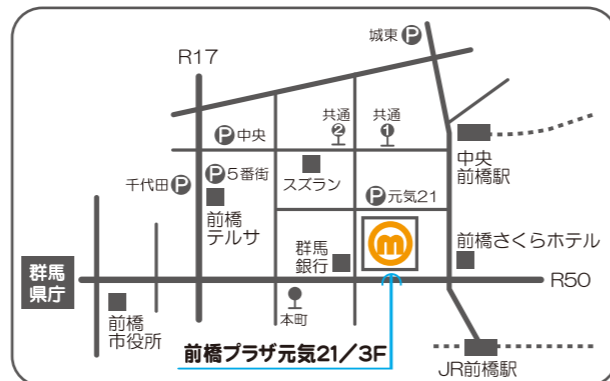 城東 P
R17
共通
2
共通
1
P 中央
中央
前橋駅
千代田 P
P 5番街
スズラン
P 元気21
前橋
テルサ
群馬
銀行
m
前橋さくらホテル
群馬
県庁
R50
前橋
市役所
本町
前橋プラザ元気21/3F
JR前橋駅